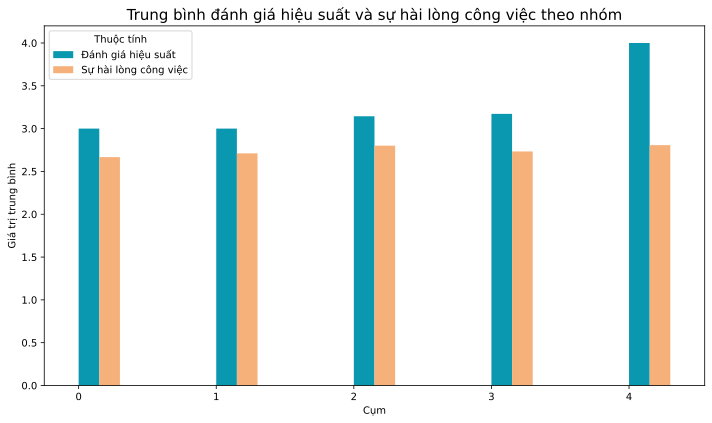 Trung bình đánh giá hiệu suất và sự hài lòng công việc theo nhóm
Thuộc tính
Đánh giá hiệu suất
Sự hài lòng công việc
Giá trị trung bình
4.0
3.5
3.0
2.5
2.0
1.5
1.0
0.5
0.0
0 1 2 3 4
Cụm